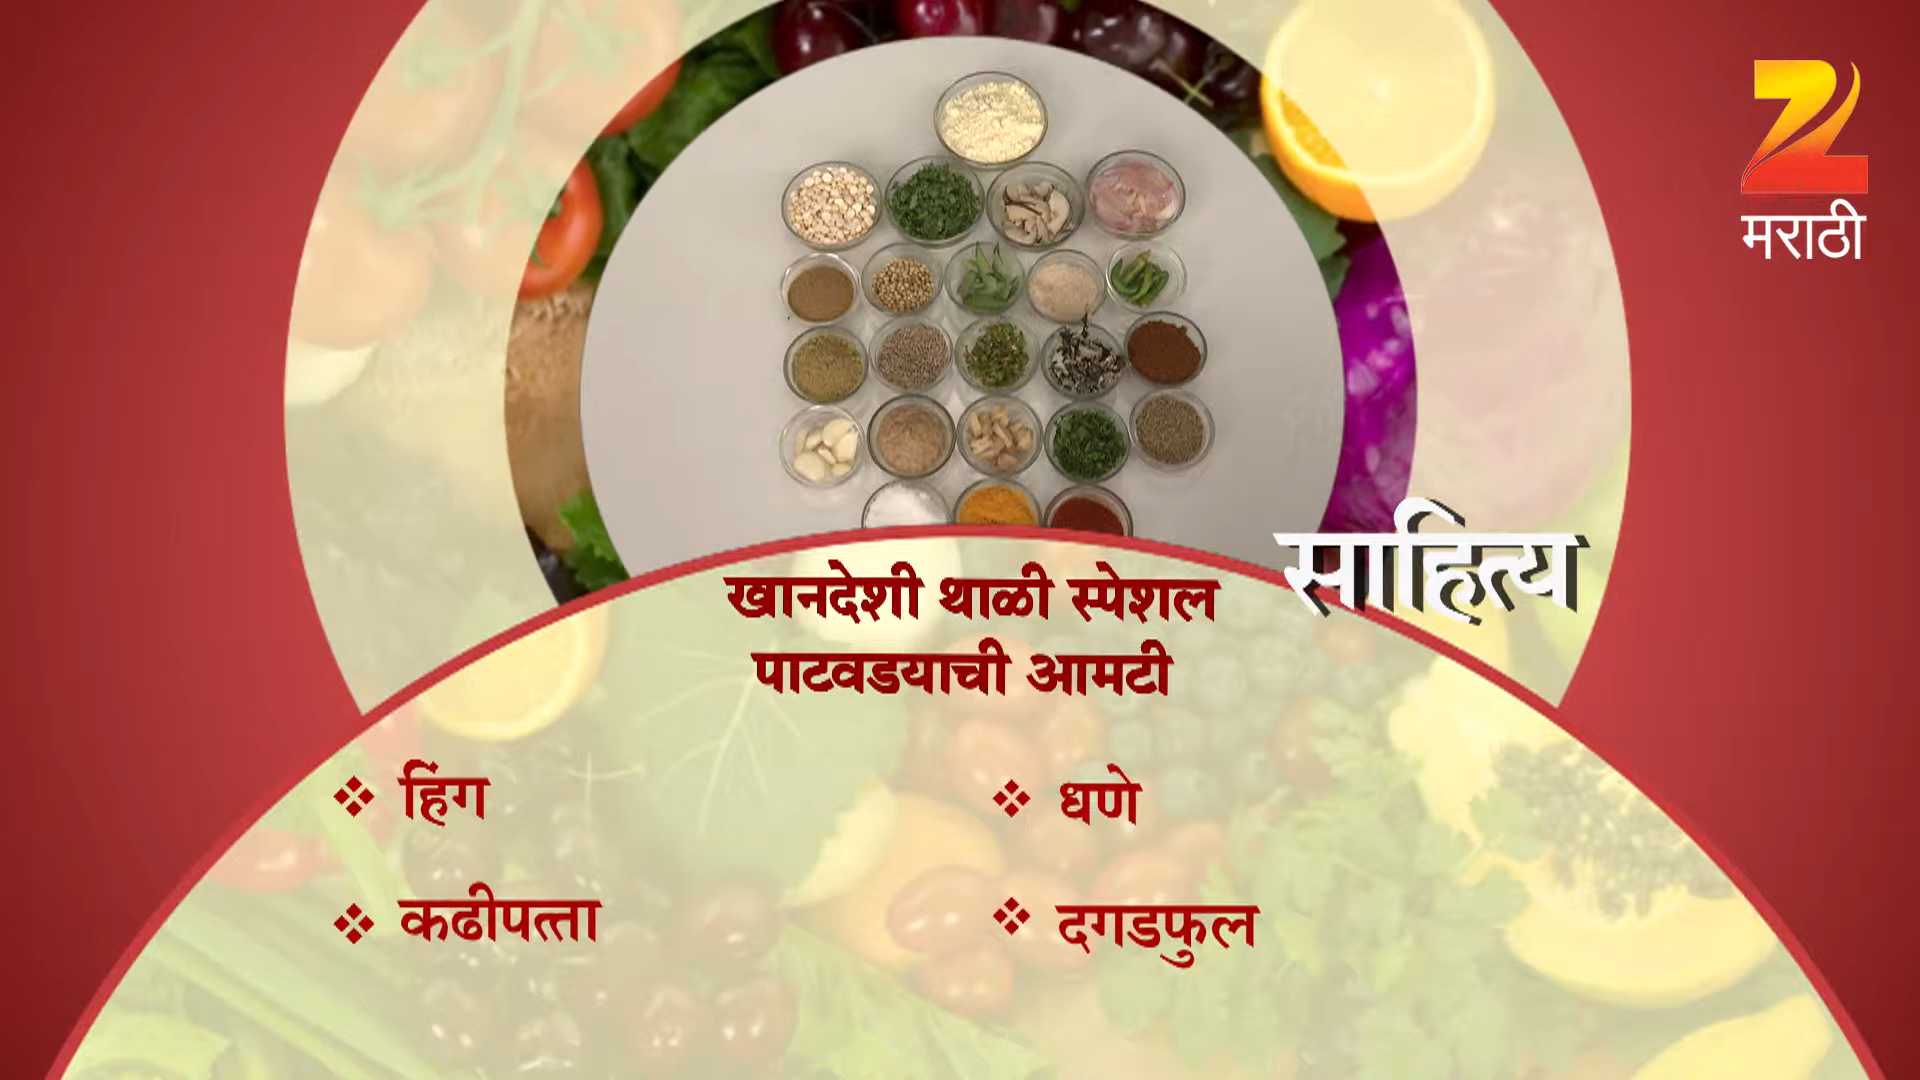 मराठी
साहित्य
खानदेशी थाळी स्पेशल
पाटवडयाची आमटी
हिंग
धणे
कढीपत्ता
दगडफुल